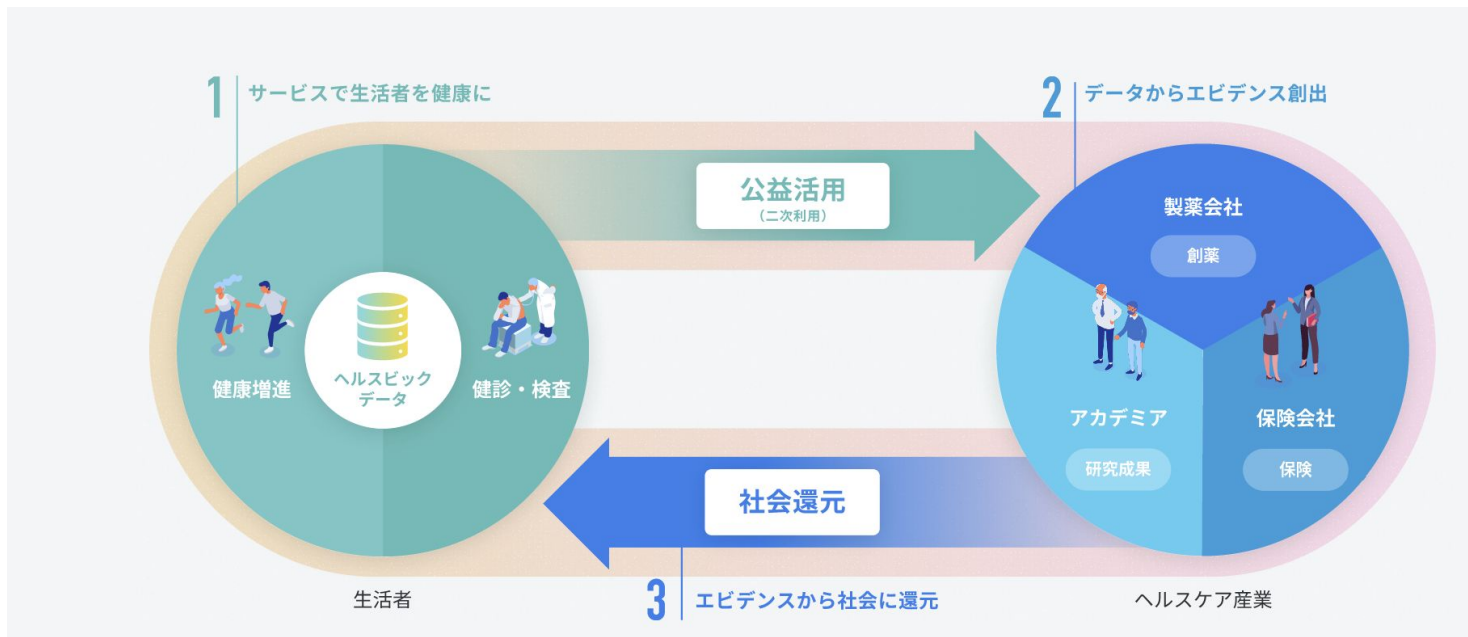 1
サービスで生活者を健康に
2
データからエビデンス創出
公益活用
（二次利用）
製薬会社
創薬
健康増進
ヘルスビック
データ
健診・検査
アカデミア
研究成果
保険会社
保険
社会還元
生活者
3
エビデンスから社会に還元
ヘルスケア産業